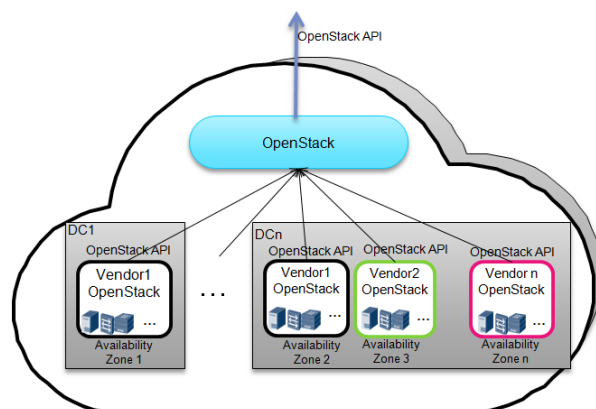 OpenStack API
OpenStack
DC1
OpenStack API
Vendor1
OpenStack
...
Availability
Zone 1
...
DCn
OpenStack API
Vendor1
OpenStack
...
Availability
Zone 2
OpenStack API
Vendor2
OpenStack
...
Availability
Zone 3
OpenStack API
Vendor n
OpenStack
...
Availability
Zone n